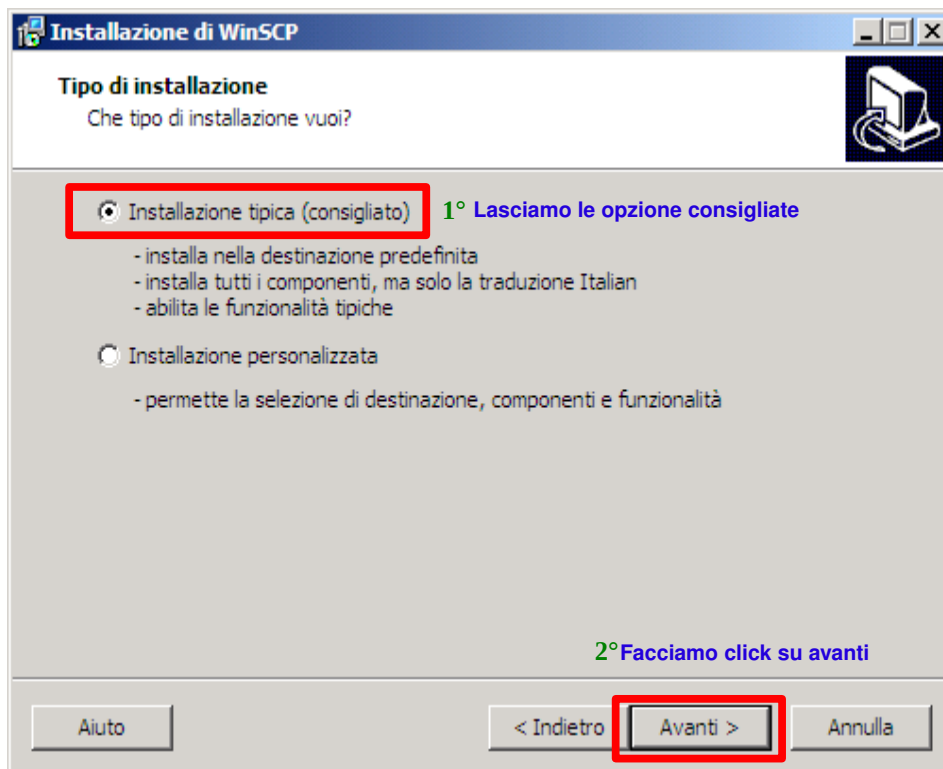 Installazione di WinSCP
Tipo di installazione
Che tipo di installazione vuoi?
Installazione tipica (consigliato) 1° Lasciamo le opzione consigliate
- installa nella destinazione predefinita
- installa tutti i componenti, ma solo la traduzione Italian
- abilita le funzionalità tipiche
Installazione personalizzata
- permette la selezione di destinazione, componenti e funzionalità
2° Facciamo click su avanti
Aiuto < Indietro Avanti > Annulla